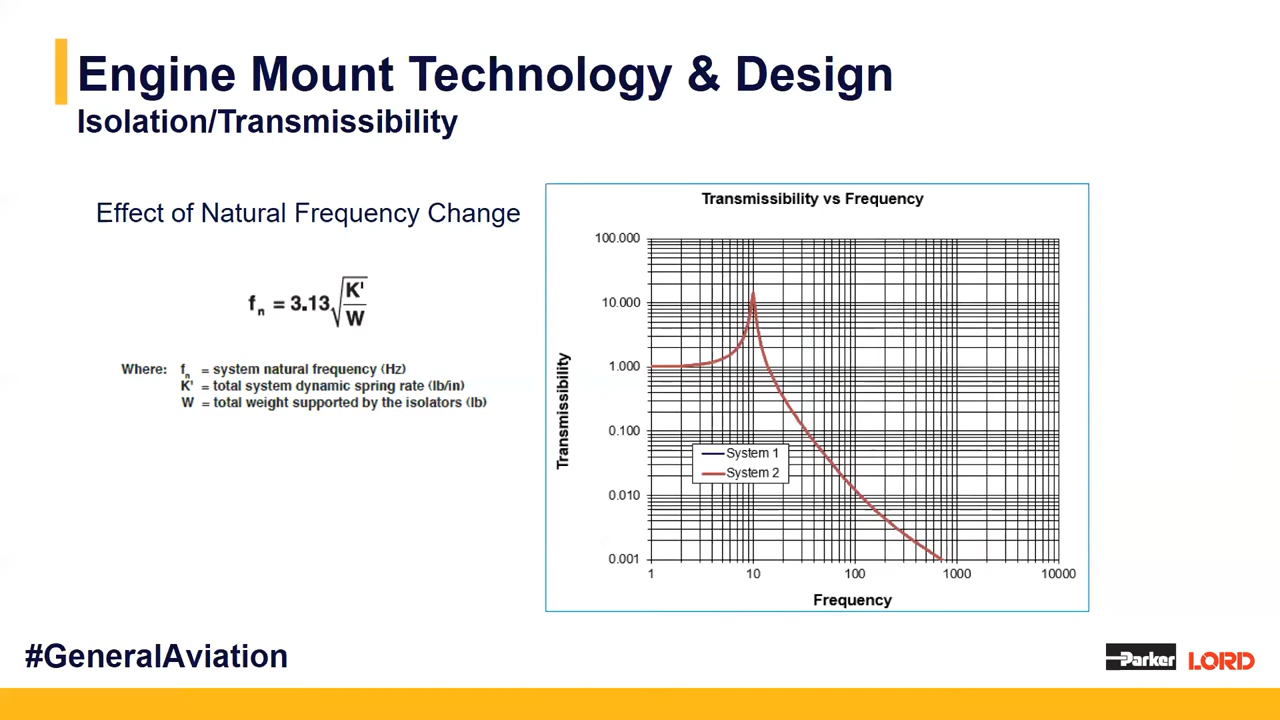 Engine Mount Technology & Design
Isolation/Transmissibility
Effect of Natural Frequency Change
fn = 3.13√K'/W
Where: fn = system natural frequency (Hz)
K' = total system dynamic spring rate (lb/in)
W = total weight supported by the isolators (lb)
Transmissibility vs Frequency
Transmissibility
100.000
10.000
1.000
0.100
0.010
0.001
System 1
System 2
1 10 100 1000 10000
Frequency
#GeneralAviation
Parker LORD